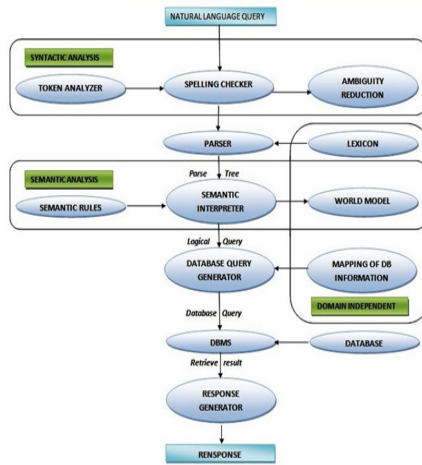 NATURAL LANGUAGE QUERY
SYNTACTIC ANALYSIS
TOKEN ANALYZER
SPELLING CHECKER
AMBIGUITY
REDUCTION
PARSER
LEXICON
Parse Tree
SEMANTIC ANALYSIS
SEMANTIC RULES
SEMANTIC
INTERPRETER
WORLD MODEL
Logical Query
DATABASE QUERY
GENERATOR
MAPPING OF DB
INFORMATION
DOMAIN INDEPENDENT
Database Query
DBMS
DATABASE
Retrieve result
RESPONSE
GENERATOR
RENSPONSE